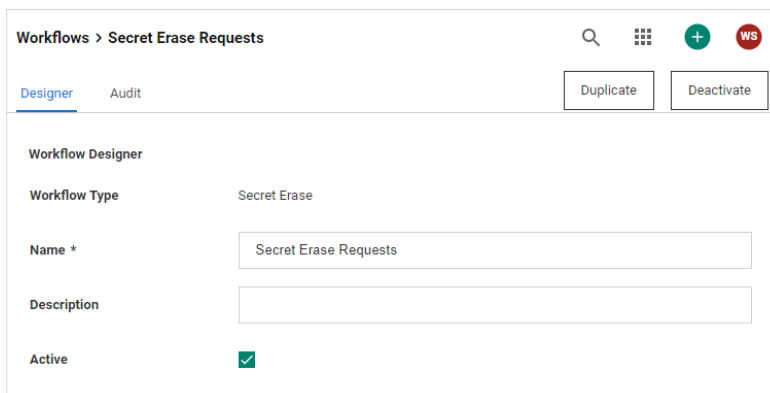 Workflows > Secret Erase Requests
+
WS
Designer Audit Duplicate Deactivate
Workflow Designer
Workflow Type Secret Erase
Name * Secret Erase Requests
Description
Active